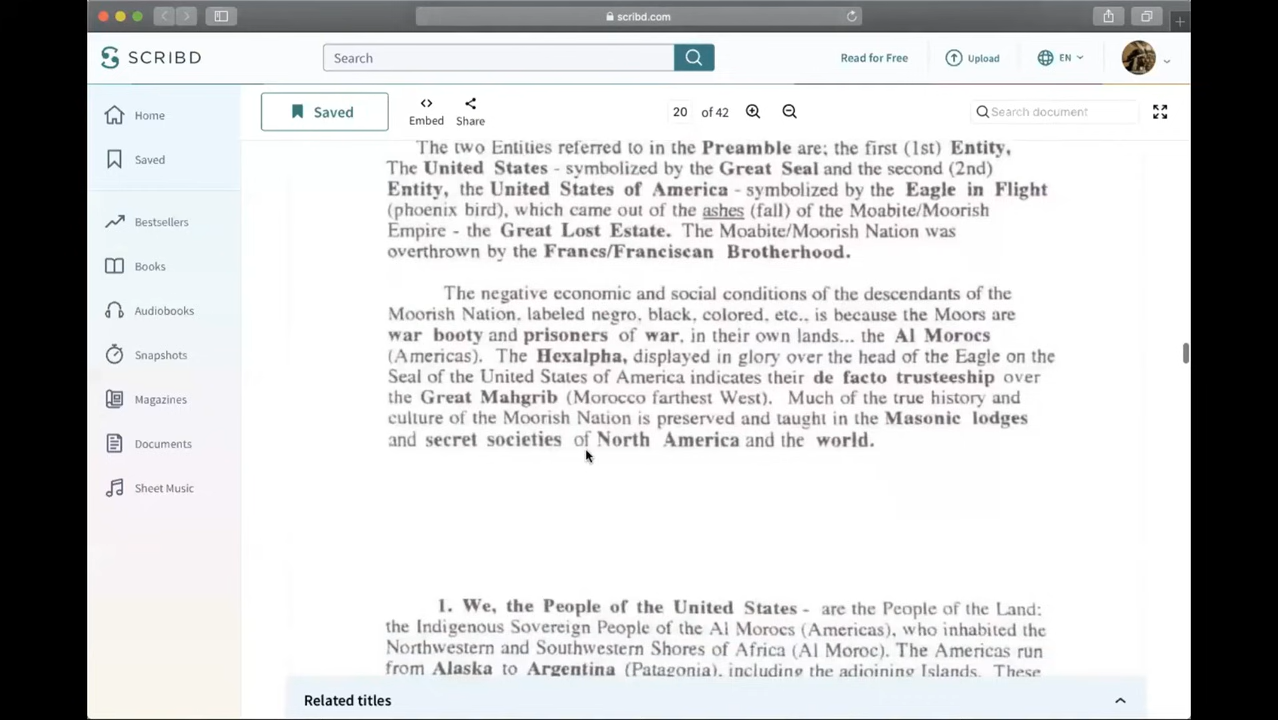 scribd.com
SCRIBD
Search
Read for Free
Upload
EN
Home
Saved
Bestsellers
Books
Audiobooks
Snapshots
Magazines
Documents
Sheet Music
Saved
Embed
Share
20 of 42
Search document
The two Entities referred to in the Preamble are; the first (1st) Entity,
The United States - symbolized by the Great Seal and the second (2nd)
Entity, the United States of America - symbolized by the Eagle in Flight
(phoenix bird), which came out of the ashes (fall) of the Moabite/Moorish
Empire - the Great Lost Estate. The Moabite/Moorish Nation was
overthrown by the Francs/Franciscan Brotherhood.
The negative economic and social conditions of the descendants of the
Moorish Nation, labeled negro, black, colored, etc., is because the Moors are
war booty and prisoners of war, in their own lands... the Al Morocs
(Americas). The Hexalpha, displayed in glory over the head of the Eagle on the
Seal of the United States of America indicates their de facto trusteeship over
the Great Mahgrib (Morocco farthest West). Much of the true history and
culture of the Moorish Nation is preserved and taught in the Masonic lodges
and secret societies of North America and the world.
1. We, the People of the United States - are the People of the Land:
the Indigenous Sovereign People of the Al Morocs (Americas), who inhabited the
Northwestern and Southwestern Shores of Africa (Al Moroc). The Americas run
from Alaska to Argentina (Patagonia), including the adjoining Islands. These
Related titles